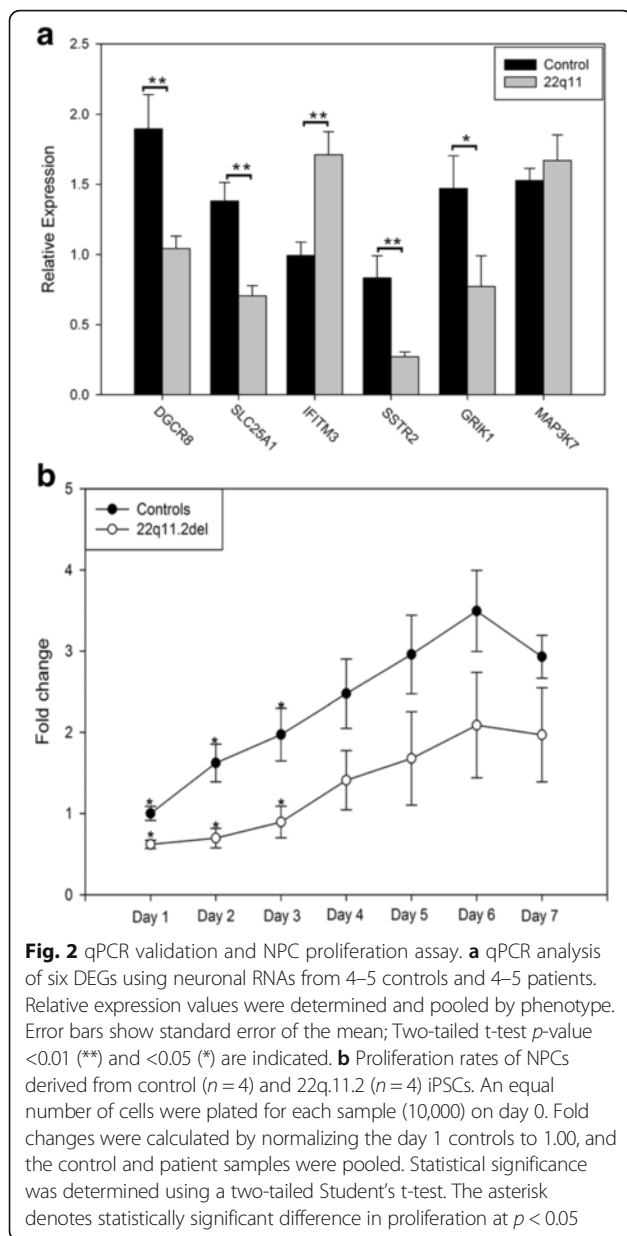 a
2.5
Control
22q11
**
2.0
**
**
*
1.5
**
1.0
0.5
0.0
Relative Expression
DGCR8
SLC25A1
IFITM3
SSTR2
GRIK1
MAP3K7
b
5
Controls
22q11.2del
4
3
2
1
0
Fold change
*
*
*
*
*
*
Day 1
Day 2
Day 3
Day 4
Day 5
Day 6
Day 7
Fig. 2 qPCR validation and NPC proliferation assay. a qPCR analysis
of six DEGs using neuronal RNAs from 4–5 controls and 4–5 patients.
Relative expression values were determined and pooled by phenotype.
Error bars show standard error of the mean; Two-tailed t-test p-value
<0.01 (**) and <0.05 (*) are indicated. b Proliferation rates of NPCs
derived from control (n = 4) and 22q.11.2 (n = 4) iPSCs. An equal
number of cells were plated for each sample (10,000) on day 0. Fold
changes were calculated by normalizing the day 1 controls to 1.00, and
the control and patient samples were pooled. Statistical significance
was determined using a two-tailed Student's t-test. The asterisk
denotes statistically significant difference in proliferation at p < 0.05